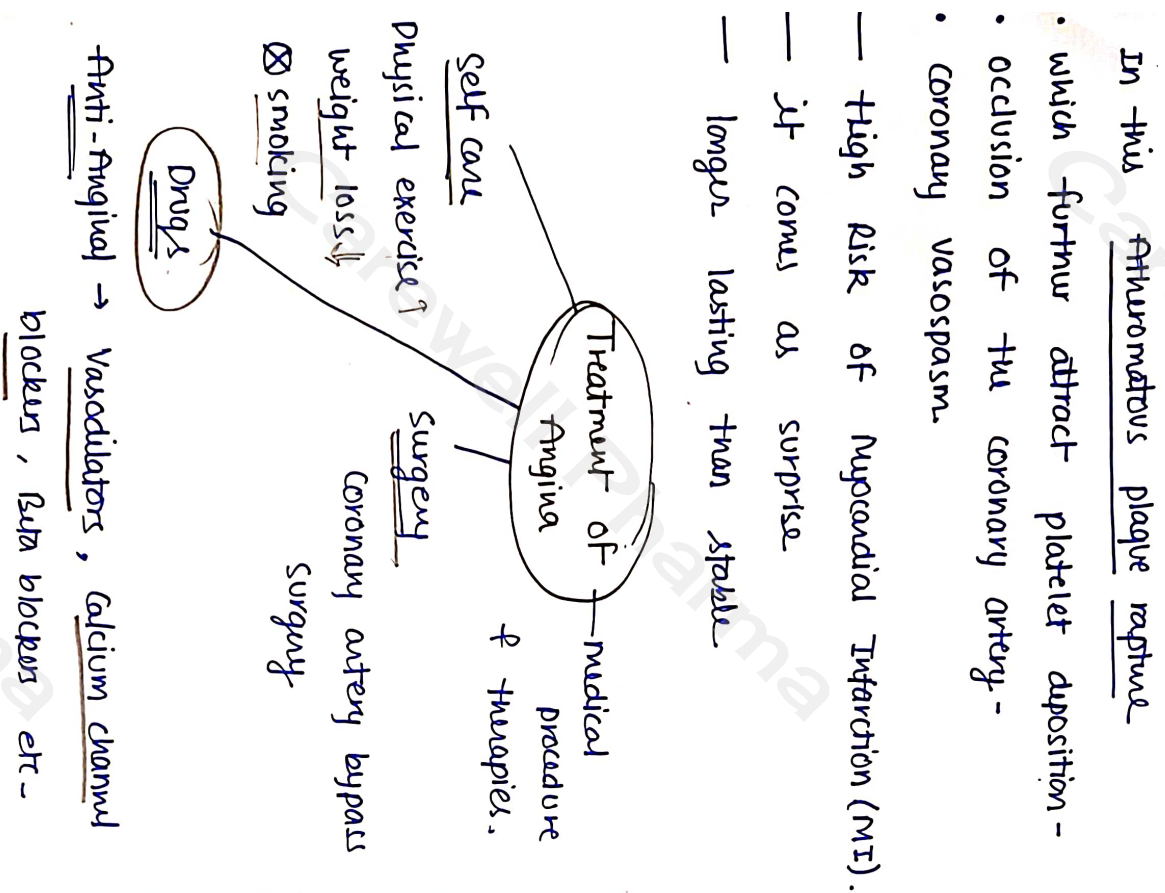 In this Atheromatous plaque rapture
• which furthur attract platelet deposition-
• occlusion of the coronary artery-
• coronary vasospasm.
— High Risk of Myocardial Infarction (MI).
— it comes as surprise
— longer lasting than stable
Treatment of
Angina
medical
procedure
& therapies.
Self care
Physical exercise ↑
weight loss ↓
⊗ smoking
Surgery
Coronary artery bypass
surgery
Drugs
Anti-Anginal → Vasodilators, Calcium channel
blockers, Beta blockers etc-
Carewell Pharma